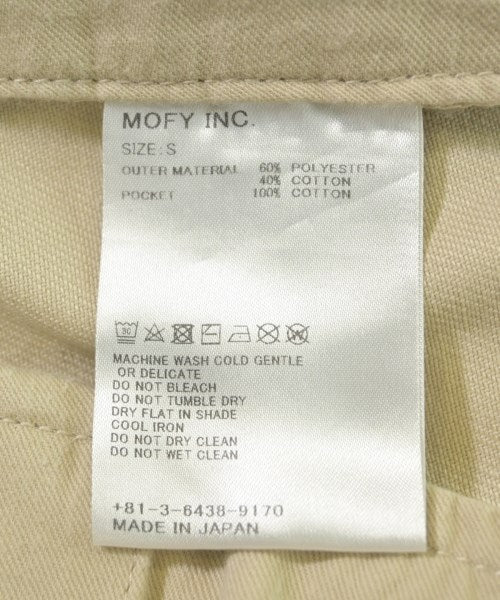 MOFY INC.
SIZE:S
OUTER MATERIAL 60% POLYESTER
40% COTTON
POCKET 100% COTTON
30
MACHINE WASH COLD GENTLE
OR DELICATE
DO NOT BLEACH
DO NOT TUMBLE DRY
DRY FLAT IN SHADE
COOL IRON
DO NOT DRY CLEAN
DO NOT WET CLEAN
+81-3-6438-9170
MADE IN JAPAN